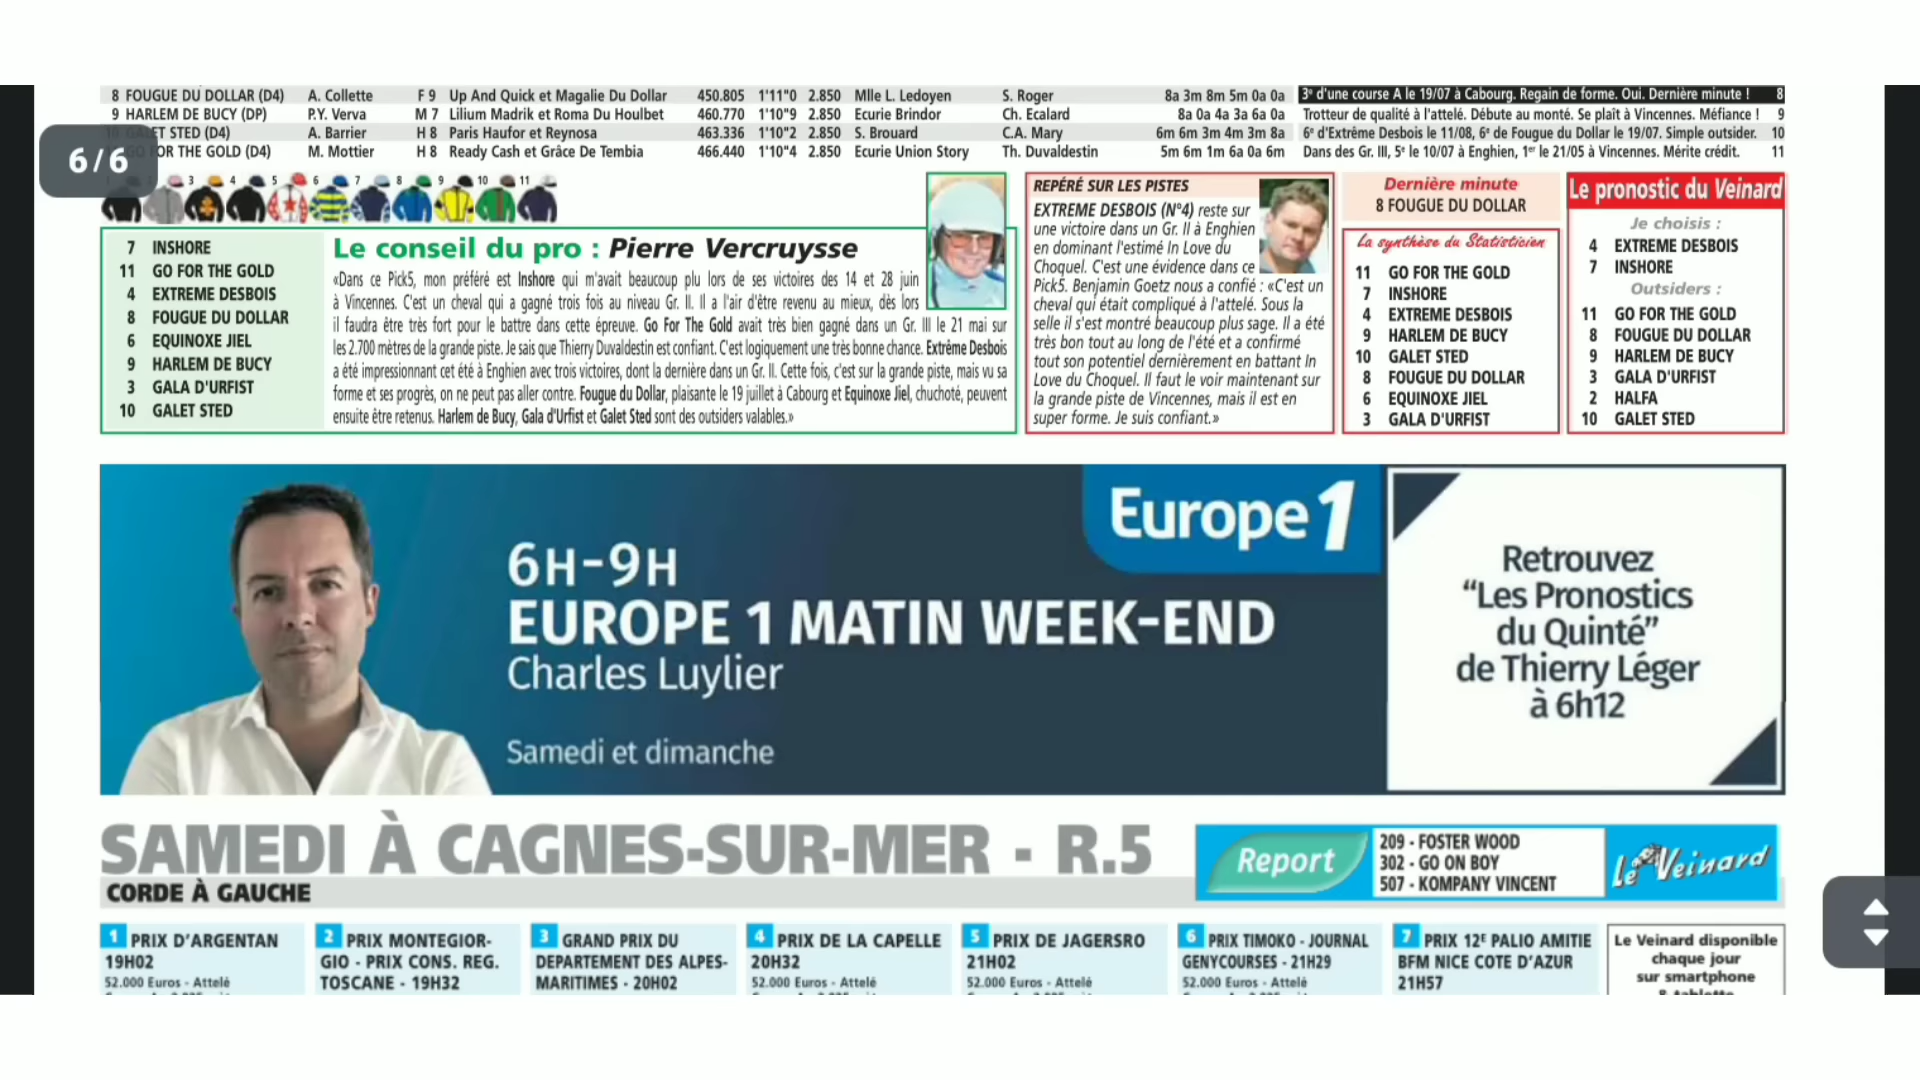 8 FOUGUE DU DOLLAR (D4) A. Collette F 9 Up And Quick et Magalie Du Dollar 450.805 1'11"0 2.850 Mlle L. Ledoyen S. Roger 8a 3m 8m 5m 0a 0a 3e d'une course A le 19/07 à Cabourg. Regain de forme. Oui. Dernière minute ! 8
9 HARLEM DE BUCY (DP) P.Y. Verva M 7 Lilium Madrik et Roma Du Houlbet 460.770 1'10"9 2.850 Ecurie Brindor Ch. Ecalard 8a 0a 4a 3a 6a 0a Trotteur de qualité à l'attelé. Débute au monté. Se plaît à Vincennes. Méfiance ! 9
10 GALET STED (D4) A. Barrier H 8 Paris Haufor et Reynosa 463.336 1'10"2 2.850 S. Brouard C.A. Mary 6m 6m 3m 4m 3m 8a 6e d'Extrême Desbois le 11/08, 6e de Fougue du Dollar le 19.07. Simple outsider. 10
GO FOR THE GOLD (D4) M. Mottier H 8 Ready Cash et Grâce De Tembia 466.440 1'10"4 2.850 Ecurie Union Story Th. Duvaldestin 5m 6m 1m 6a 0a 6m Dans des Gr. III, 5e le 10/07 à Enghien, 1er le 21/05 à Vincennes. Mérite crédit. 11
6/6
3 4 5 6 7 8 9 10 11
7 INSHORE
11 GO FOR THE GOLD
4 EXTREME DESBOIS
8 FOUGUE DU DOLLAR
6 EQUINOXE JIEL
9 HARLEM DE BUCY
3 GALA D'URFIST
10 GALET STED
Le conseil du pro : Pierre Vercruysse
«Dans ce Pick5, mon préféré est Inshore qui m'avait beaucoup plu lors de ses victoires des 14 et 28 juin
à Vincennes. C'est un cheval qui a gagné trois fois au niveau Gr. II. Il a l'air d'être revenu au mieux, dès lors
il faudra être très fort pour le battre dans cette épreuve. Go For The Gold avait très bien gagné dans un Gr. III le 21 mai sur
les 2.700 mètres de la grande piste. Je sais que Thierry Duvaldestin est confiant. C'est logiquement une très bonne chance. Extrême Desbois
a été impressionnant cet été à Enghien avec trois victoires, dont la dernière dans un Gr. II. Cette fois, c'est sur la grande piste, mais vu sa
forme et ses progrès, on ne peut pas aller contre. Fougue du Dollar, plaisante le 19 juillet à Cabourg et Equinoxe Jiel, chuchoté, peuvent
ensuite être retenus. Harlem de Bucy, Gala d'Urfist et Galet Sted sont des outsiders valables.»
REPÉRÉ SUR LES PISTES
EXTREME DESBOIS (N°4) reste sur
une victoire dans un Gr. II à Enghien
en dominant l'estimé In Love du
Choquel. C'est une évidence dans ce
Pick5. Benjamin Goetz nous a confié : «C'est un
cheval qui était compliqué à l'attelé. Sous la
selle il s'est montré beaucoup plus sage. Il a été
très bon tout au long de l'été et a confirmé
tout son potentiel dernièrement en battant In
Love du Choquel. Il faut le voir maintenant sur
la grande piste de Vincennes, mais il est en
super forme. Je suis confiant.»
Dernière minute
8 FOUGUE DU DOLLAR
La synthèse du Statisticien
11 GO FOR THE GOLD
7 INSHORE
4 EXTREME DESBOIS
9 HARLEM DE BUCY
10 GALET STED
8 FOUGUE DU DOLLAR
6 EQUINOXE JIEL
3 GALA D'URFIST
Le pronostic du Veinard
Je choisis :
4 EXTREME DESBOIS
7 INSHORE
Outsiders :
11 GO FOR THE GOLD
8 FOUGUE DU DOLLAR
9 HARLEM DE BUCY
3 GALA D'URFIST
2 HALFA
10 GALET STED
Europe 1
6H-9H
EUROPE 1 MATIN WEEK-END
Charles Luylier
Samedi et dimanche
Retrouvez
“Les Pronostics
du Quinté”
de Thierry Léger
à 6h12
SAMEDI À CAGNES-SUR-MER - R.5
CORDE À GAUCHE
Report
209 - FOSTER WOOD
302 - GO ON BOY
507 - KOMPANY VINCENT
Le Veinard
1 PRIX D'ARGENTAN
19H02
52.000 Euros - Attelé
2 PRIX MONTEGIOR-
GIO - PRIX CONS. REG.
TOSCANE - 19H32
3 GRAND PRIX DU
DEPARTEMENT DES ALPES-
MARITIMES - 20H02
4 PRIX DE LA CAPELLE
20H32
52.000 Euros - Attelé
5 PRIX DE JAGERSRO
21H02
52.000 Euros - Attelé
6 PRIX TIMOKO - JOURNAL
GENYCOURSES - 21H29
52.000 Euros - Attelé
7 PRIX 12E PALIO AMITIE
BFM NICE COTE D'AZUR
21H57
Le Veinard disponible
chaque jour
sur smartphone
& tablette